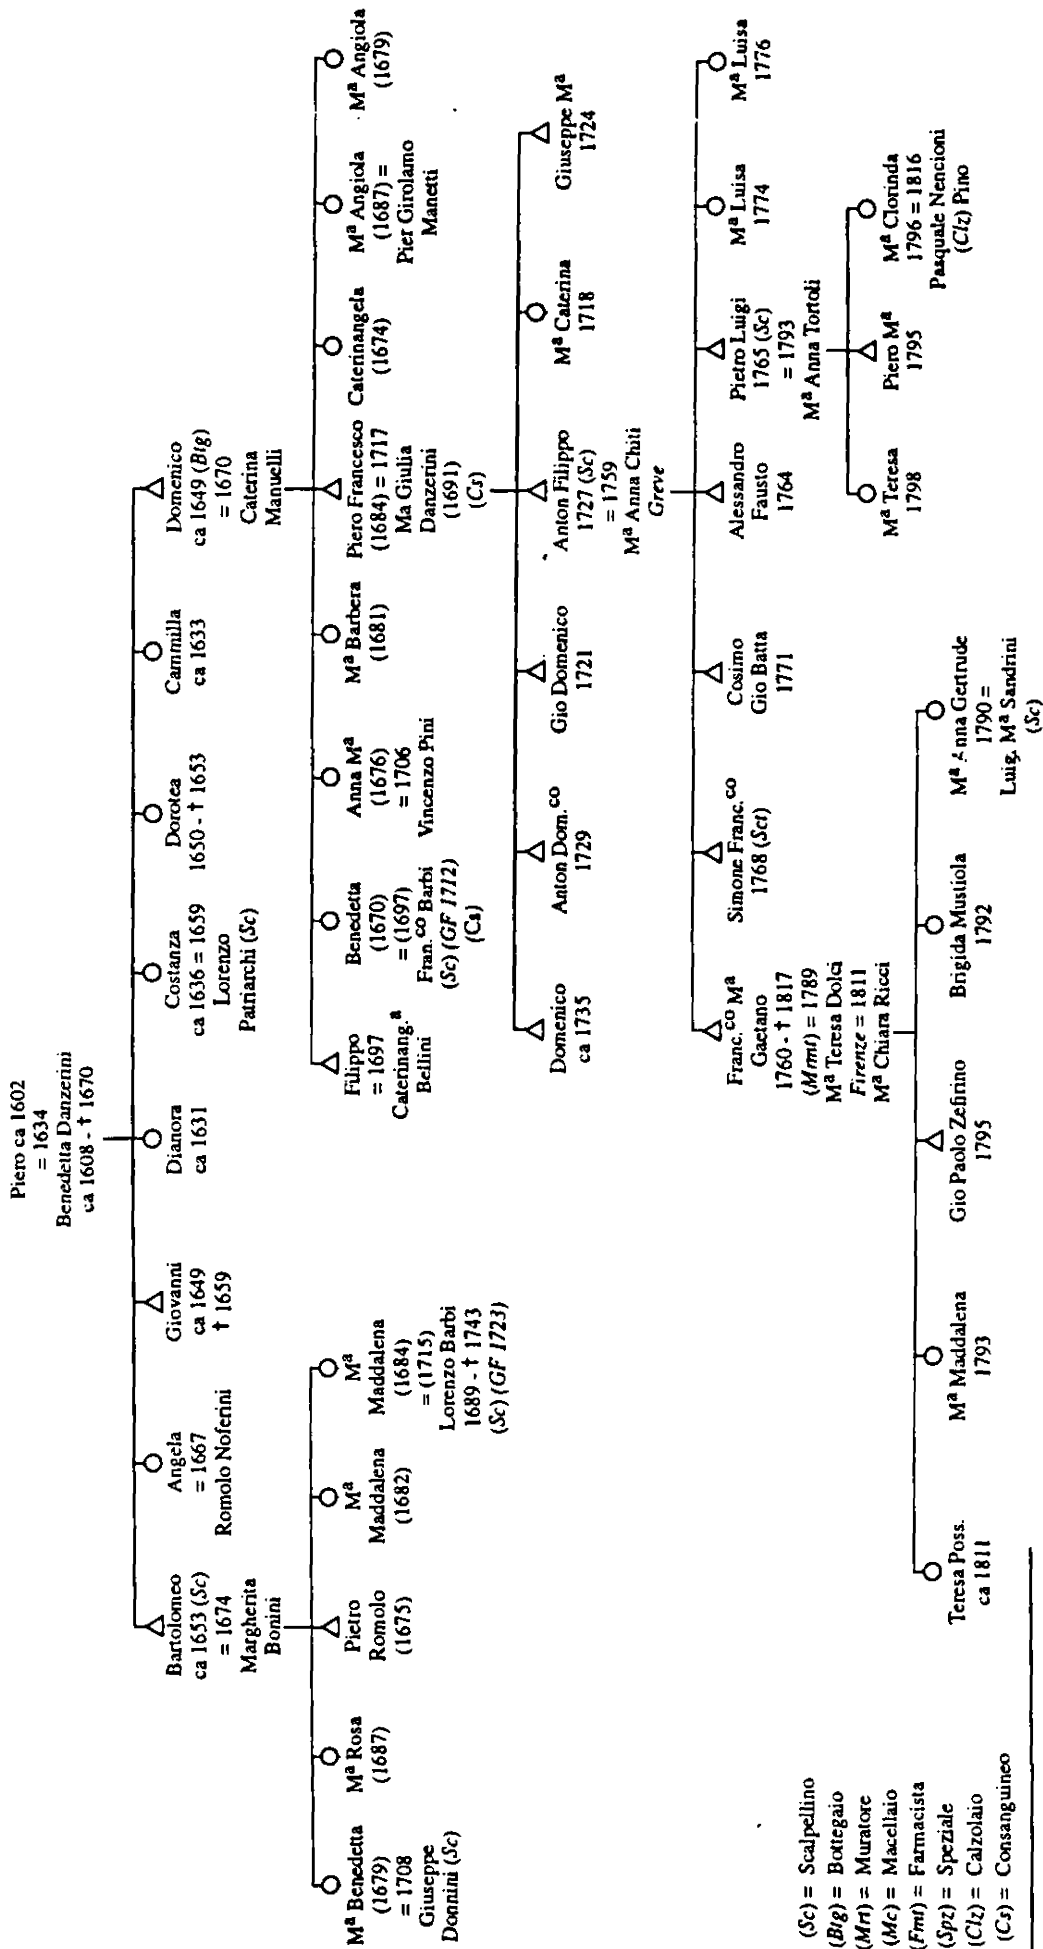 Piero ca 1602
= 1634
Benedetta Danzerini
ca 1608 - † 1670
Bartolomeo
ca 1653 (Sc)
= 1674
Margherita
Bonini
Angela
= 1667
Romolo Noferini
Giovanni
ca 1649
† 1659
Dianora
ca 1631
Costanza
ca 1636 = 1659
Lorenzo
Patriarchi (Sc)
Dorotea
1650 - † 1653
Cammilla
ca 1633
Domenico
ca 1649 (Btg)
= 1670
Caterina
Manuelli
Mª Benedetta
(1679)
= 1708
Giuseppe
Donnini (Sc)
Mª Rosa
(1687)
Pietro
Romolo
(1675)
Mª
Maddalena
(1682)
Mª
Maddalena
(1684)
= (1715)
Lorenzo Barbi
1689 - † 1743
(Sc) (GF 1723)
Filippo
= 1697
Caterinang.ª
Bellini
Benedetta
(1670)
= (1697)
Fran.co Barbi
(Sc) (GF 1712)
(Cs)
Anna Mª
(1676)
= 1706
Vincenzo Pini
Mª Barbera
(1681)
Piero Francesco
(1684) = 1717
Ma Giulia
Danzerini
(1691)
(Cs)
Caterinangela
(1674)
Mª Angiola
(1687) =
Pier Girolamo
Manetti
Mª Angiola
(1679)
Domenico
ca 1735
Anton Dom.co
1729
Gio Domenico
1721
Anton Filippo
1727 (Sc)
= 1759
Mª Anna Chiti
Greve
Mª Caterina
1718
Giuseppe Mª
1724
Franc.co Mª
Gaetano
1760 - † 1817
(Mrmt) = 1789
Mª Teresa Dolci
Firenze = 1811
Mª Chiara Ricci
Simone Franc.co
1768 (Sct)
Cosimo
Gio Batta
1771
Alessandro
Fausto
1764
Pietro Luigi
1765 (Sc)
= 1793
Mª Anna Tortoli
Mª Luisa
1774
Mª Luisa
1776
Mª Teresa
1798
Piero Mª
1795
Mª Clorinda
1796 = 1816
Pasquale Nencioni
(Clz) Pino
Teresa Poss.
ca 1811
Mª Maddalena
1793
Gio Paolo Zefirino
1795
Brigida Mustiola
1792
Mª Anna Gertrude
1790 =
Luig. Mª Sandrini
(Sc)
(Sc) = Scalpellino
(Btg) = Bottegaio
(Mrt) = Muratore
(Mc) = Macellaio
(Fmt) = Farmacista
(Spz) = Speziale
(Clz) = Calzolaio
(Cs) = Consanguineo